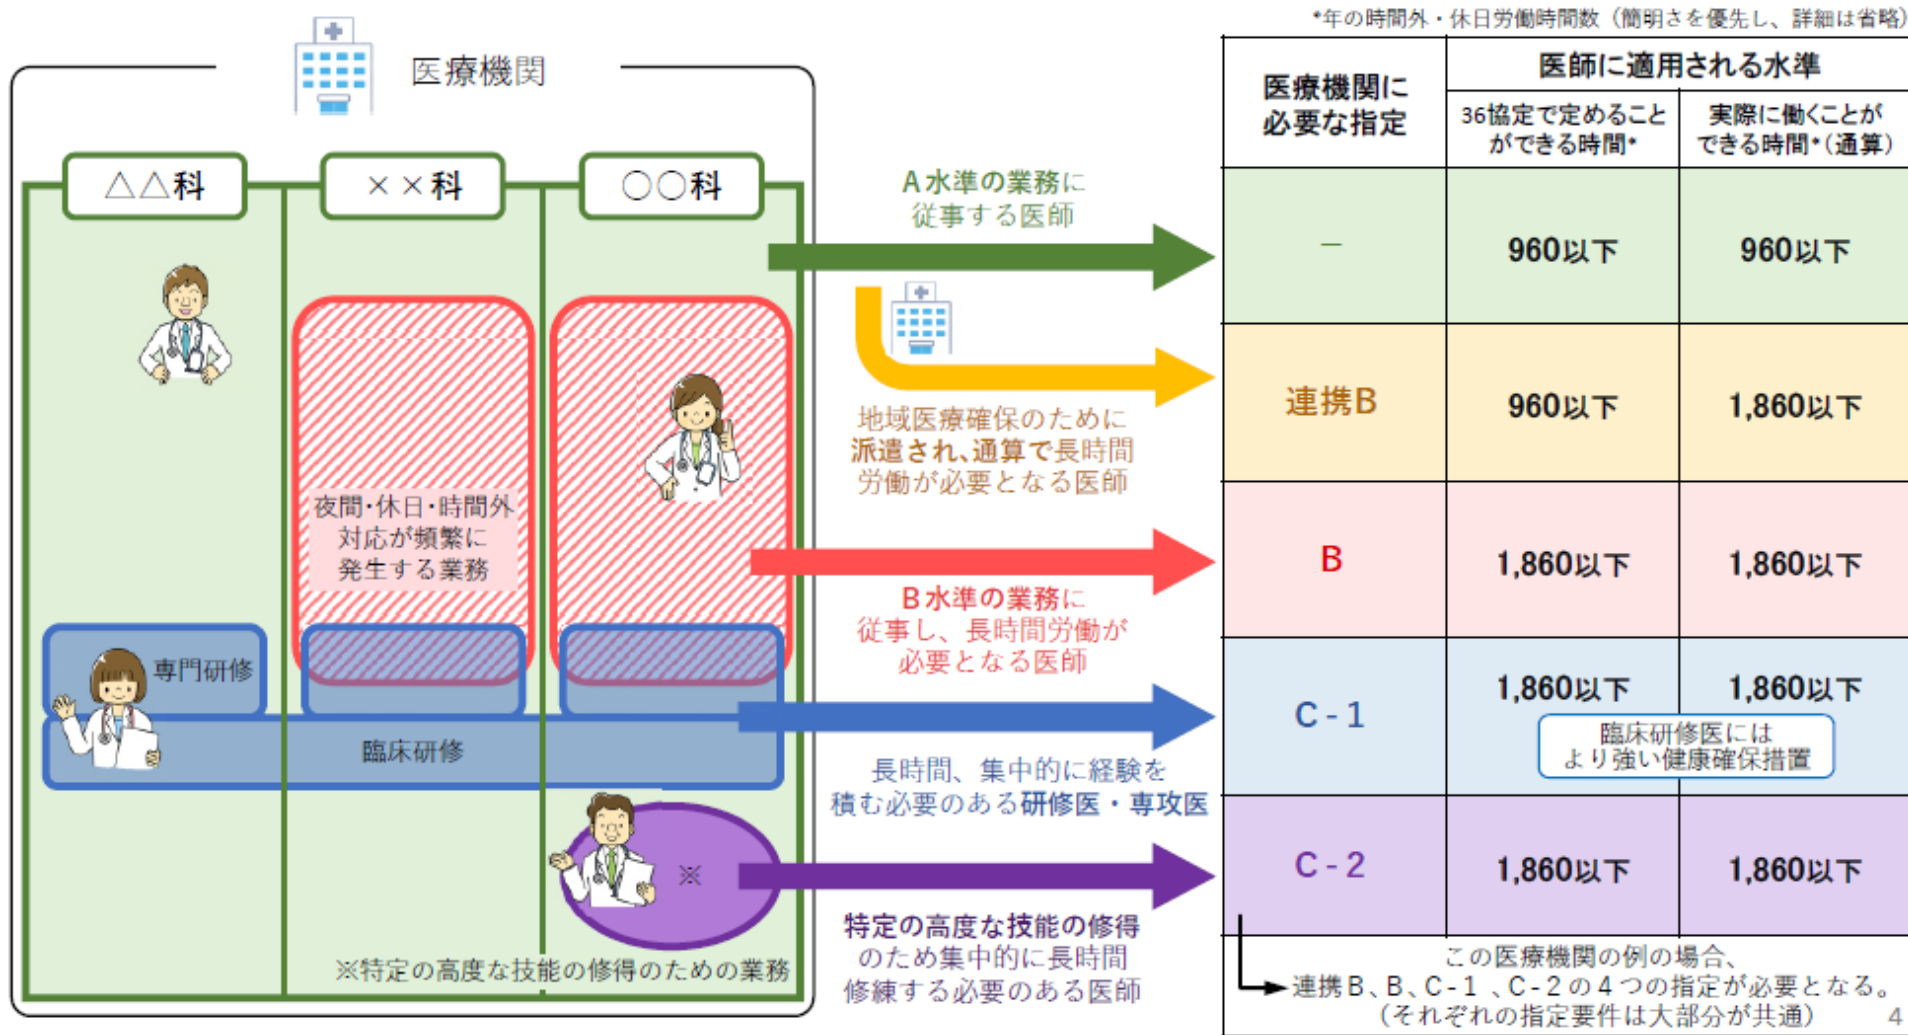 *年の時間外・休日労働時間数（簡明さを優先し、詳細は省略）
医療機関
△△科
××科
○○科
夜間・休日・時間外
対応が頻繁に
発生する業務
専門研修
臨床研修
※
※特定の高度な技能の修得のための業務
A水準の業務に
従事する医師
地域医療確保のために
派遣され、通算で長時間
労働が必要となる医師
B水準の業務に
従事し、長時間労働が
必要となる医師
長時間、集中的に経験を
積む必要のある研修医・専攻医
特定の高度な技能の修得
のため集中的に長時間
修練する必要のある医師
医療機関に
必要な指定
医師に適用される水準
36協定で定めること
ができる時間*
実際に働くことが
できる時間*（通算）
－ 960以下 960以下
連携B 960以下 1,860以下
B 1,860以下 1,860以下
C-1 1,860以下 1,860以下
臨床研修医には
より強い健康確保措置
C-2 1,860以下 1,860以下
この医療機関の例の場合、
連携B、B、C-1、C-2の4つの指定が必要となる。
（それぞれの指定要件は大部分が共通）
4